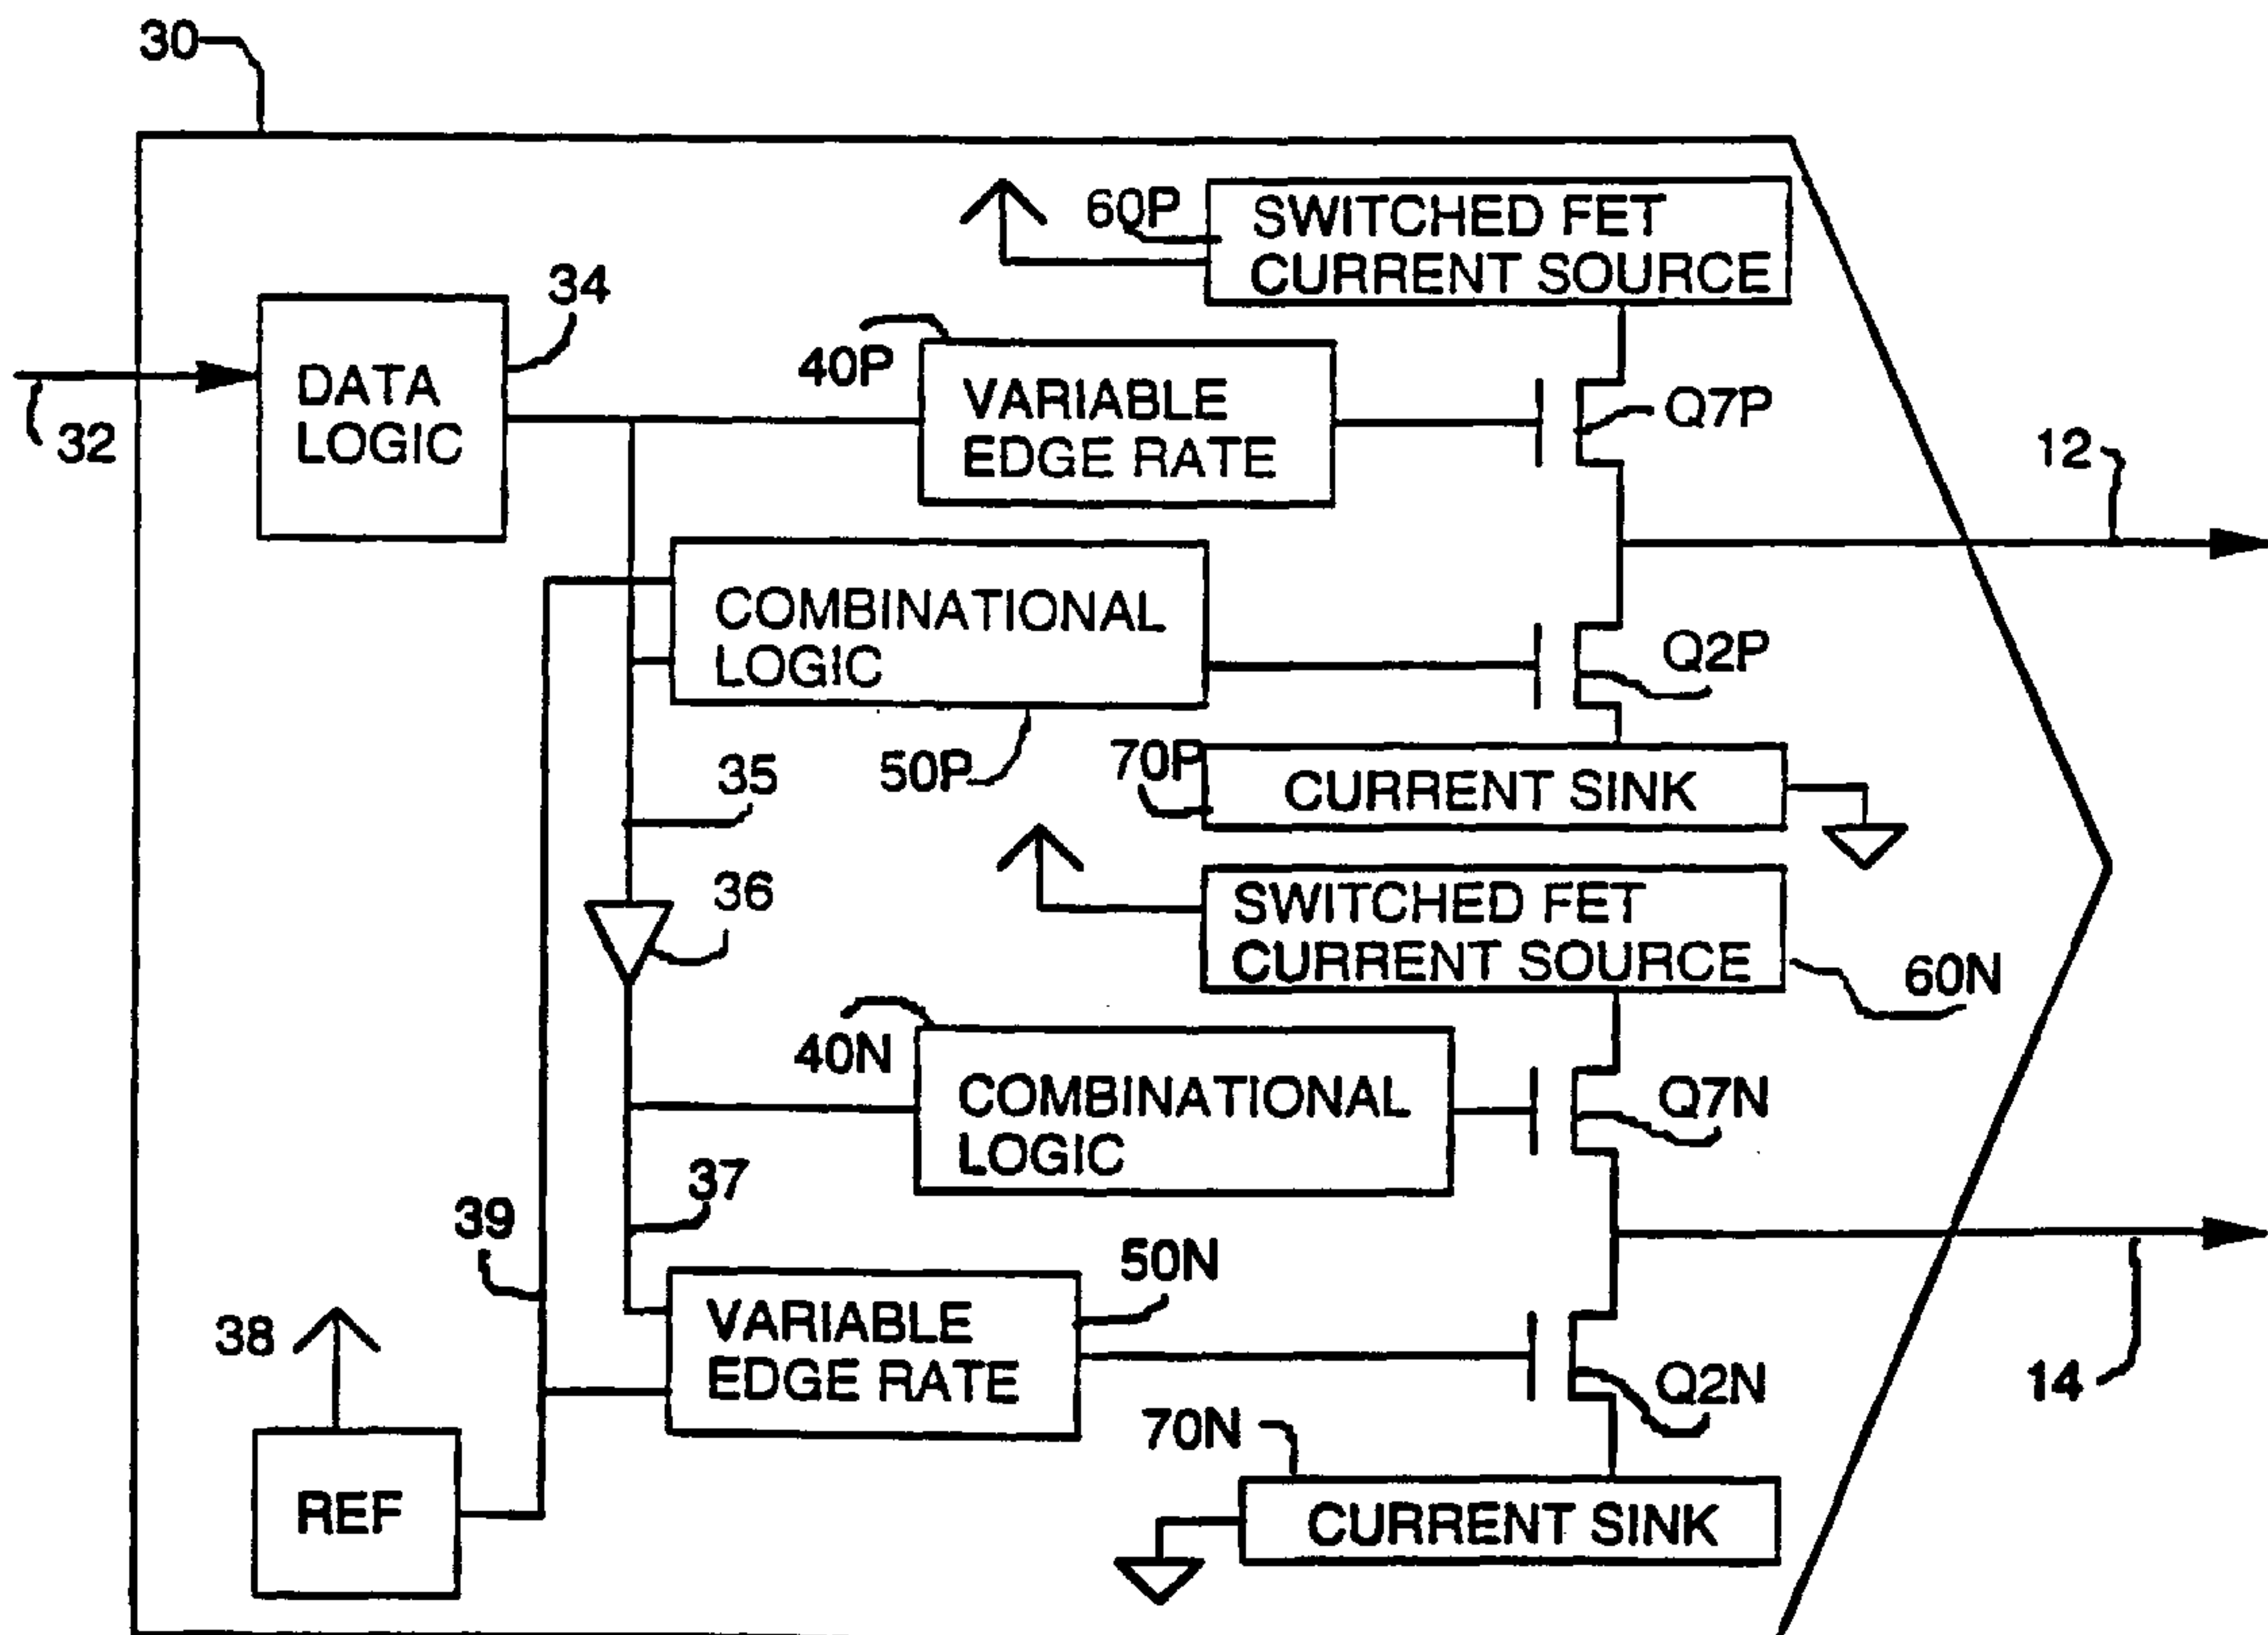 30
60P
SWITCHED FET
CURRENT SOURCE
34
DATA
LOGIC
32
40P
VARIABLE
EDGE RATE
Q7P
12
COMBINATIONAL
LOGIC
50P
Q2P
70P
CURRENT SINK
35
36
SWITCHED FET
CURRENT SOURCE
60N
40N
COMBINATIONAL
LOGIC
Q7N
37
39
50N
VARIABLE
EDGE RATE
38
Q2N
14
70N
REF
CURRENT SINK